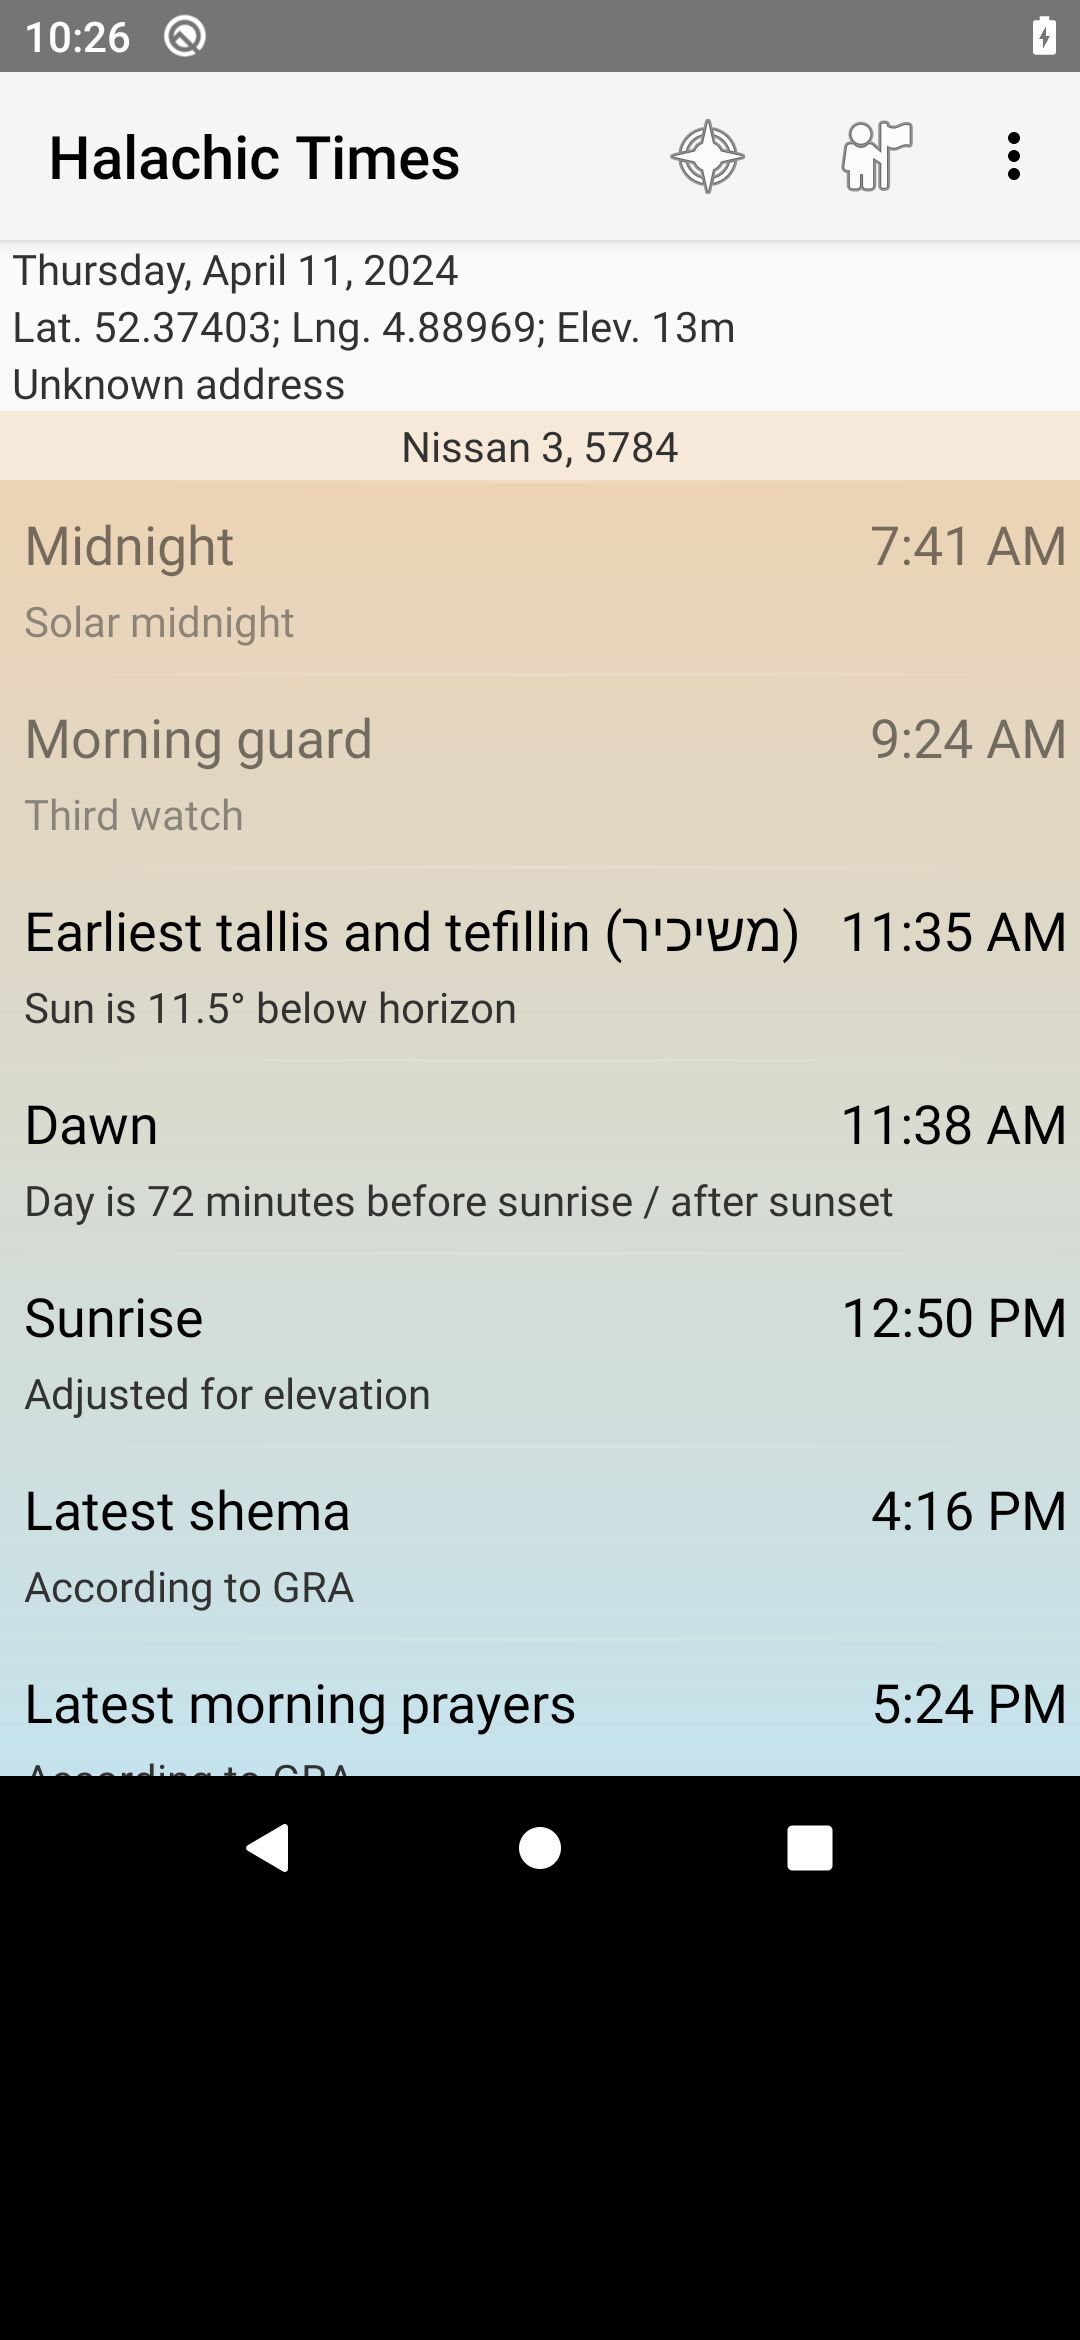 10:26
Halachic Times
Thursday, April 11, 2024
Lat. 52.37403; Lng. 4.88969; Elev. 13m
Unknown address
Nissan 3, 5784
Midnight 7:41 AM
Solar midnight
Morning guard 9:24 AM
Third watch
Earliest tallis and tefillin (משיכיר) 11:35 AM
Sun is 11.5° below horizon
Dawn 11:38 AM
Day is 72 minutes before sunrise / after sunset
Sunrise 12:50 PM
Adjusted for elevation
Latest shema 4:16 PM
According to GRA
Latest morning prayers 5:24 PM
According to GRA